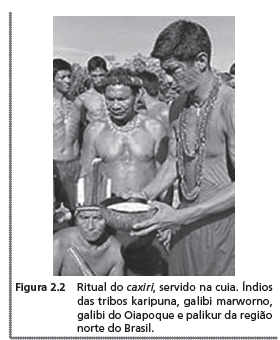 Figura 2.2 Ritual do caxiri, servido na cuia. Índios
das tribos karipuna, galibi marworno,
galibi do Oiapoque e palikur da região
norte do Brasil.